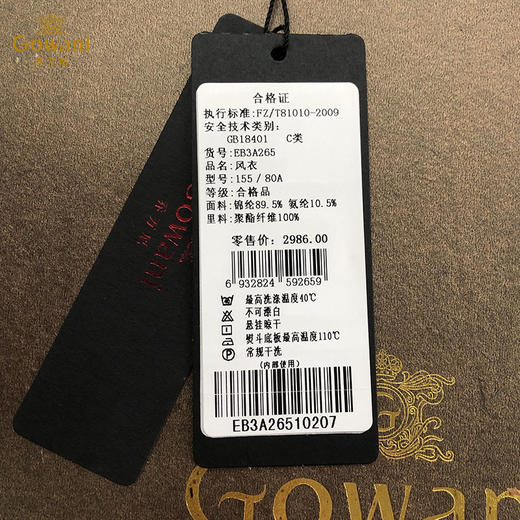 Gowani
合格证
执行标准:FZ/T81010-2009
安全技术类别:
GB18401 C类
货号:EB3A265
品名:风衣
型号:155/80A
等级:合格品
面料:锦纶89.5% 氨纶10.5%
里料:聚酯纤维100%
零售价: 2986.00
6 932824 592659
最高洗涤温度40℃
不可漂白
悬挂晾干
熨斗底板最高温度110℃
常规干洗
(内部使用)
EB3A26510207
Gowani
Gowani